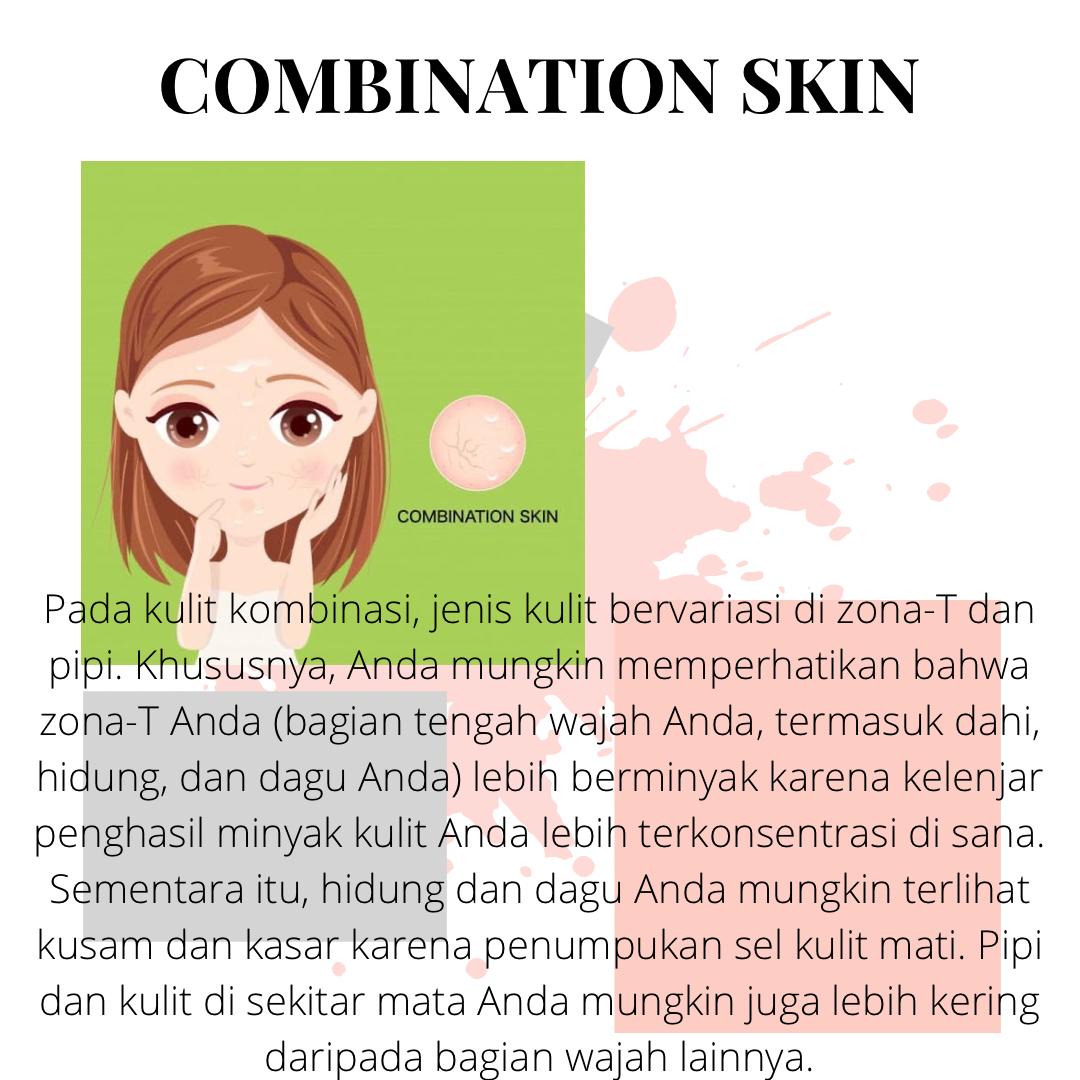 COMBINATION SKIN
COMBINATION SKIN
Pada kulit kombinasi, jenis kulit bervariasi di zona-T dan
pipi. Khususnya, Anda mungkin memperhatikan bahwa
zona-T Anda (bagian tengah wajah Anda, termasuk dahi,
hidung, dan dagu Anda) lebih berminyak karena kelenjar
penghasil minyak kulit Anda lebih terkonsentrasi di sana.
Sementara itu, hidung dan dagu Anda mungkin terlihat
kusam dan kasar karena penumpukan sel kulit mati. Pipi
dan kulit di sekitar mata Anda mungkin juga lebih kering
daripada bagian wajah lainnya.